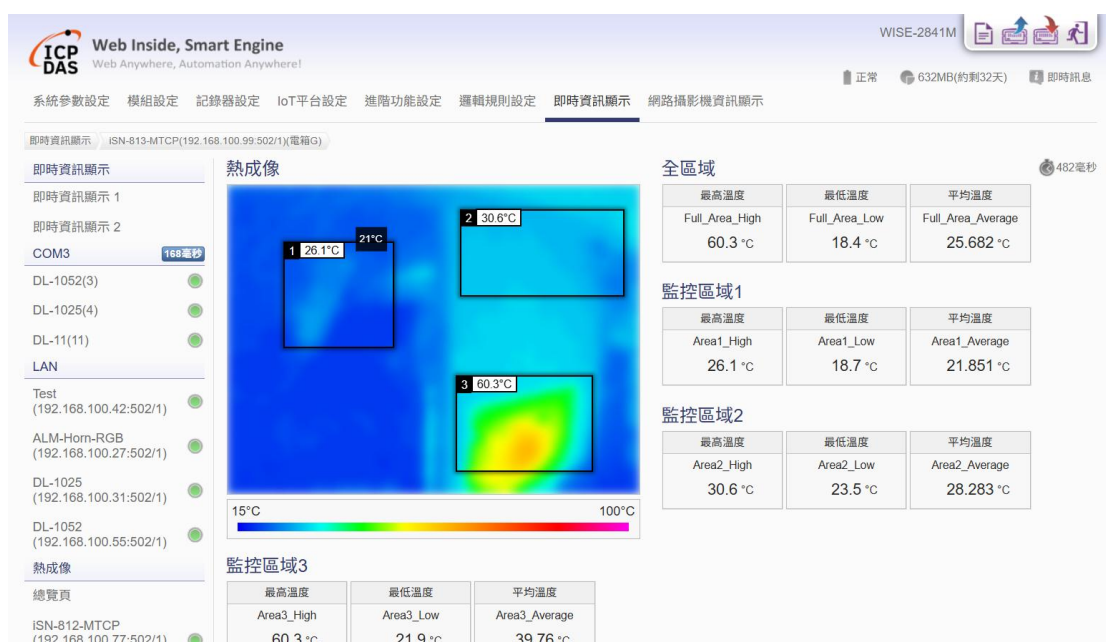 ICP DAS
Web Inside, Smart Engine
Web Anywhere, Automation Anywhere!
WISE-2841M
正常
632MB(約剩32天)
即時訊息
系統參數設定 模組設定 記錄器設定 IoT平台設定 進階功能設定 邏輯規則設定 即時資訊顯示 網路攝影機資訊顯示
即時資訊顯示 iSN-813-MTCP(192.168.100.99:502/1)(電箱G)
即時資訊顯示
即時資訊顯示 1
即時資訊顯示 2
COM3 168毫秒
DL-1052(3)
DL-1025(4)
DL-11(11)
LAN
Test
(192.168.100.42:502/1)
ALM-Horn-RGB
(192.168.100.27:502/1)
DL-1025
(192.168.100.31:502/1)
DL-1052
(192.168.100.55:502/1)
熱成像
總覽頁
iSN-812-MTCP
(192.168.100.77:502/1)
熱成像
2 30.6°C
21°C
1 26.1°C
3 60.3°C
15°C 100°C
全區域
482毫秒
最高溫度 最低溫度 平均溫度
Full_Area_High Full_Area_Low Full_Area_Average
60.3 °C 18.4 °C 25.682 °C
監控區域1
最高溫度 最低溫度 平均溫度
Area1_High Area1_Low Area1_Average
26.1 °C 18.7 °C 21.851 °C
監控區域2
最高溫度 最低溫度 平均溫度
Area2_High Area2_Low Area2_Average
30.6 °C 23.5 °C 28.283 °C
監控區域3
最高溫度 最低溫度 平均溫度
Area3_High Area3_Low Area3_Average
60.3 °C 21.9 °C 39.76 °C